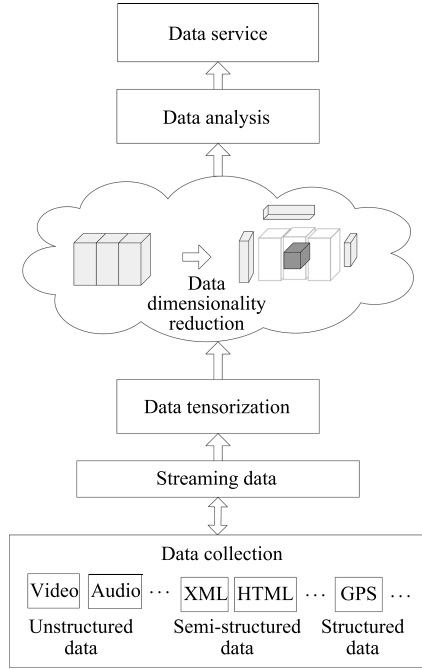 Data service
Data analysis
Data
dimensionality
reduction
Data tensorization
Streaming data
Data collection
Video Audio ··· XML HTML ··· GPS ···
Unstructured data
Semi-structured data
Structured data